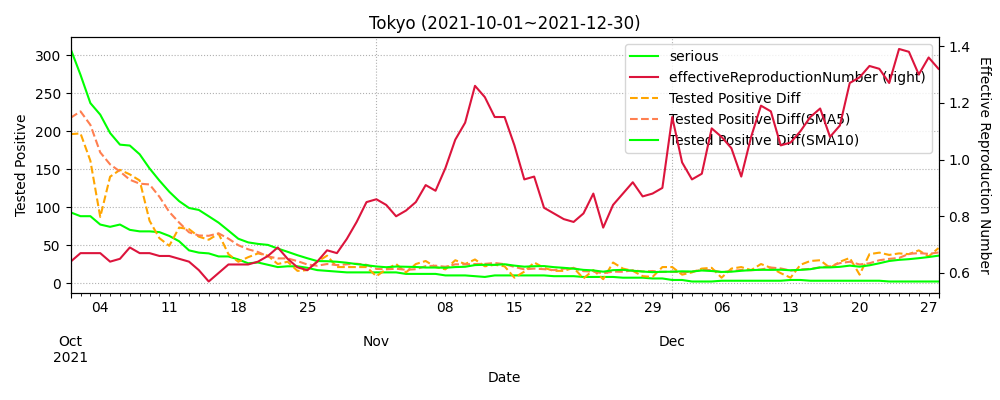 Tokyo (2021-10-01~2021-12-30)
serious
effectiveReproductionNumber (right)
Tested Positive Diff
Tested Positive Diff(SMA5)
Tested Positive Diff(SMA10)
Tested Positive
300
250
200
150
100
50
0
1.4
1.2
1.0
0.8
0.6
Effective Reproduction Number
04 11 18 25 08 15 22 29 06 13 20 27
Oct Nov Dec
2021
Date